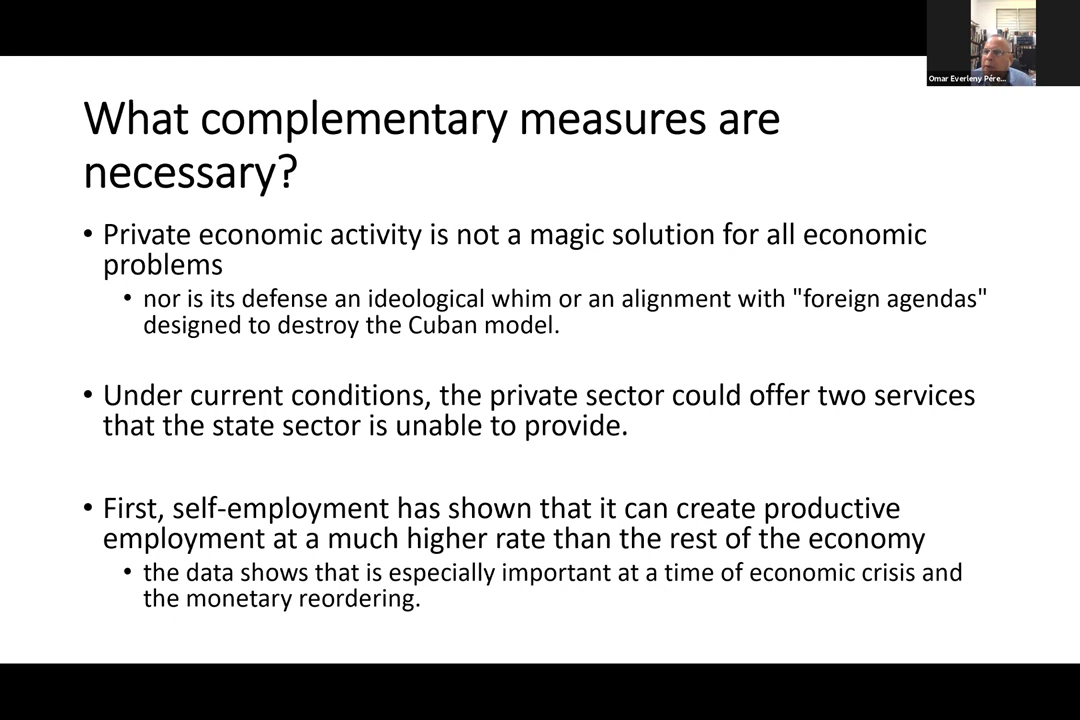 Omar Everleny Pére...
What complementary measures are
necessary?
• Private economic activity is not a magic solution for all economic
problems
• nor is its defense an ideological whim or an alignment with "foreign agendas"
designed to destroy the Cuban model.
• Under current conditions, the private sector could offer two services
that the state sector is unable to provide.
• First, self-employment has shown that it can create productive
employment at a much higher rate than the rest of the economy
• the data shows that is especially important at a time of economic crisis and
the monetary reordering.